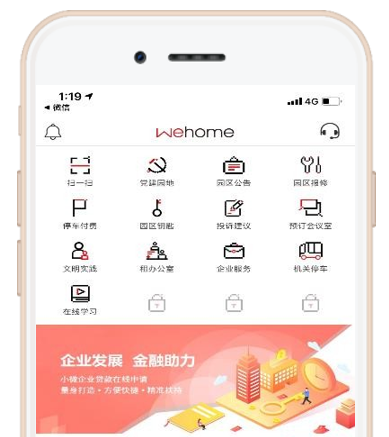 1:19
4G
◀ 微信
wehome
扫一扫
党建园地
园区公告
园区报修
停车付费
园区钥匙
投诉建议
预订会议室
文明实践
和办公室
企业服务
机关停车
在线学习
企业发展 金融助力
小微企业贷款在线申请
量身打造·方便快捷·精准扶持